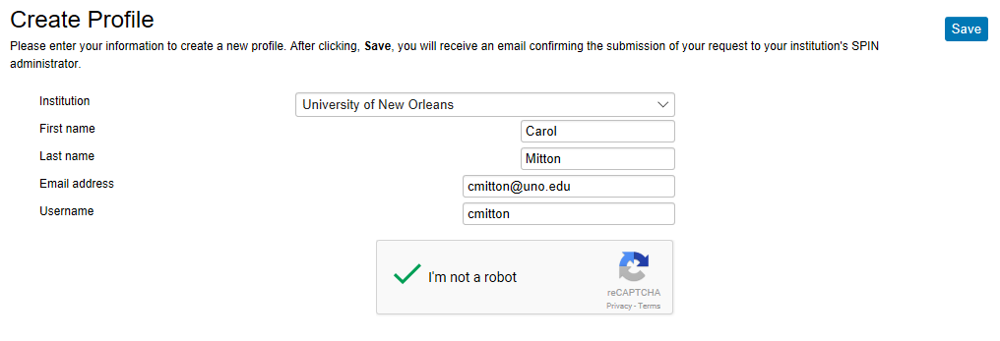 Create Profile
Save
Please enter your information to create a new profile. After clicking, Save, you will receive an email confirming the submission of your request to your institution's SPIN
administrator.
Institution University of New Orleans
First name Carol
Last name Mitton
Email address cmitton@uno.edu
Username cmitton
I'm not a robot
reCAPTCHA
Privacy - Terms